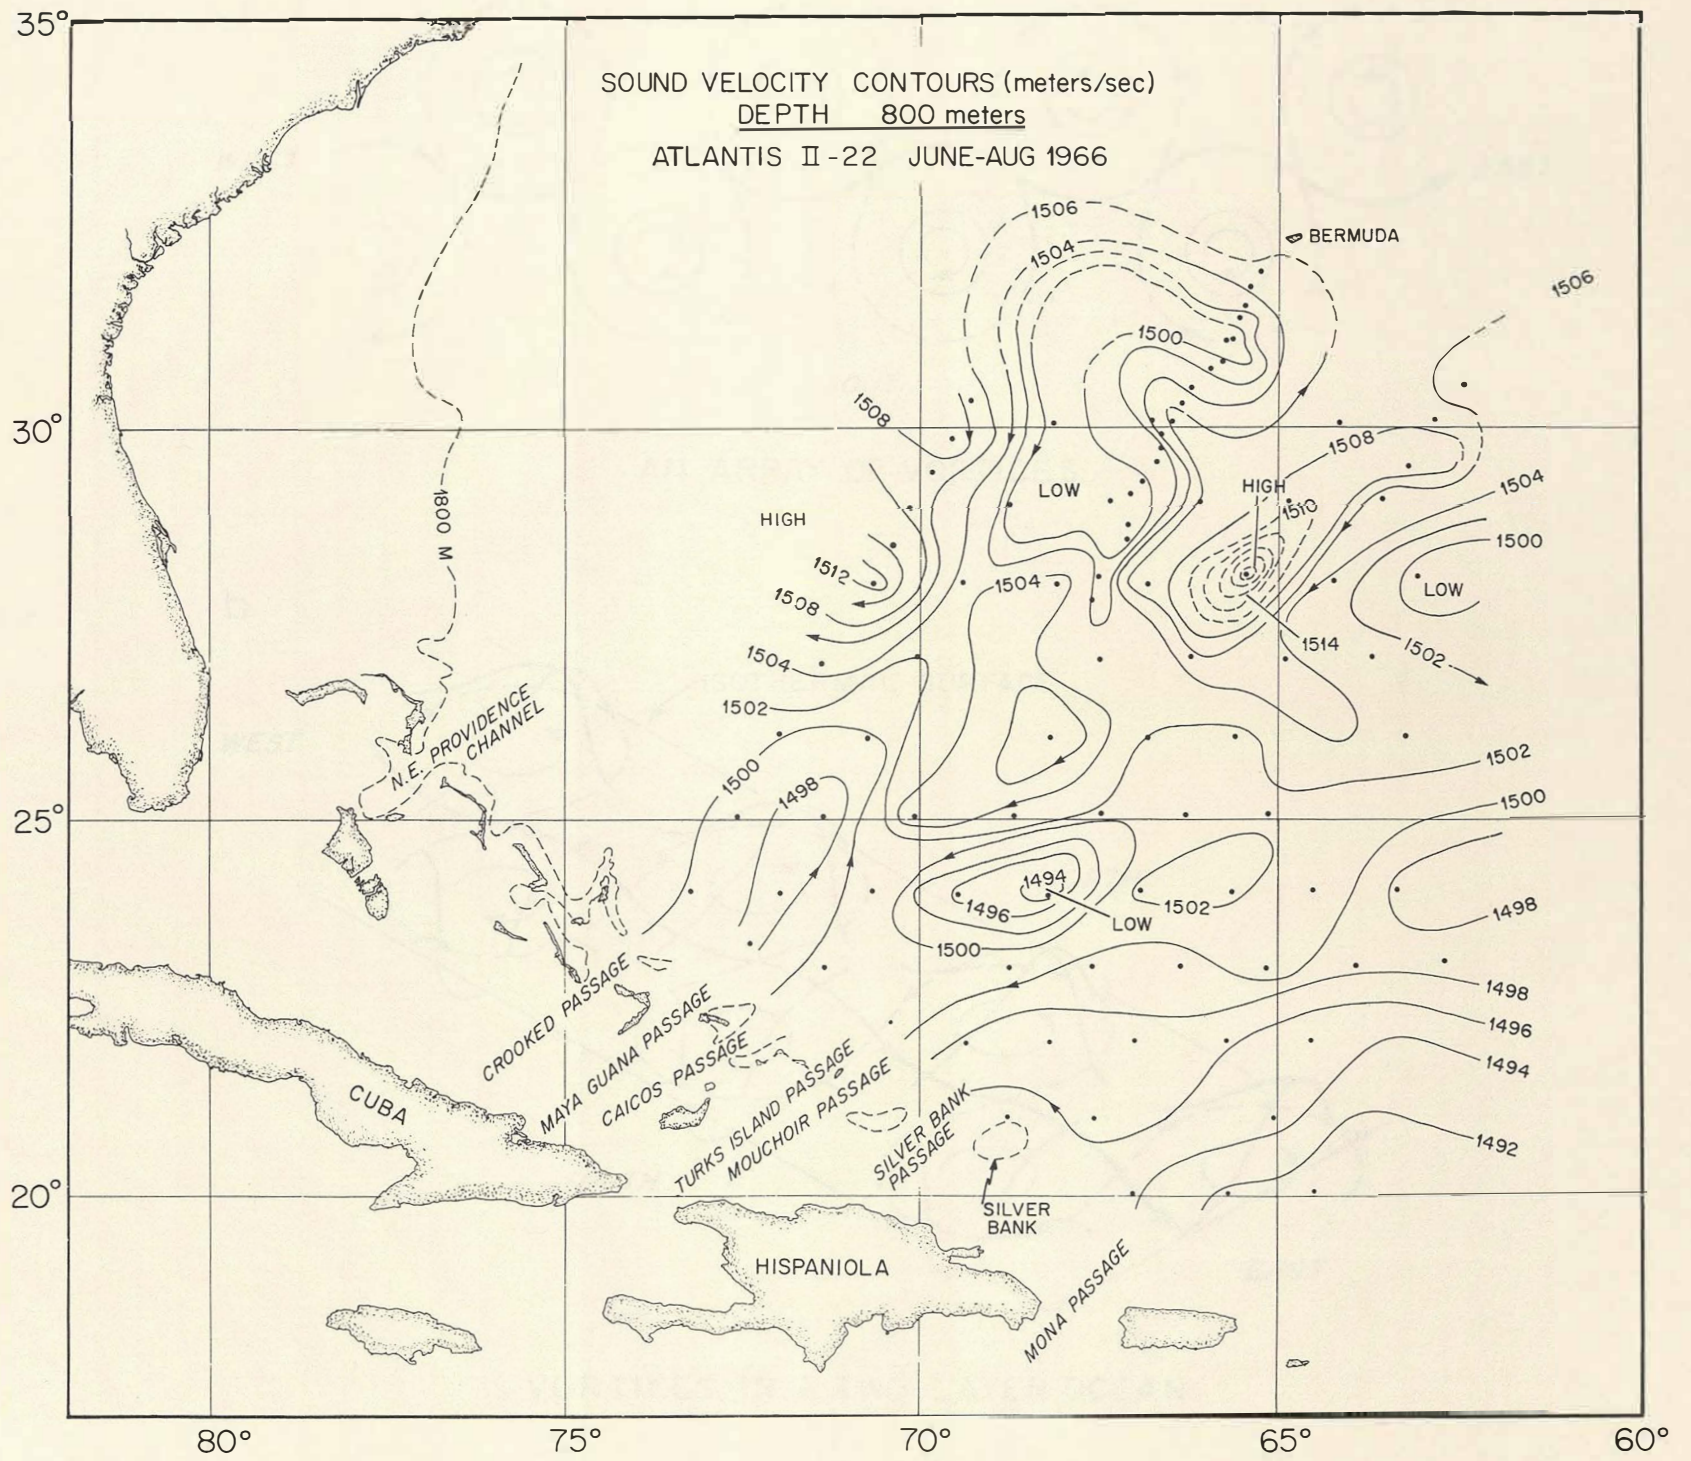 35°
SOUND VELOCITY CONTOURS (meters/sec)
DEPTH 800 meters
ATLANTIS II-22 JUNE-AUG 1966
1506
BERMUDA
1504
1506
1500
1508
30°
1508
1504
LOW
HIGH
1510
1800 M
HIGH
1500
1512
1504
LOW
1508
1514
1504
1502
1502
N.E. PROVIDENCE
CHANNEL
1502
1500
1498
1500
25°
1494
1496
1502
1498
LOW
1500
1498
CROOKED PASSAGE
MAYA GUANA PASSAGE
CAICOS PASSAGE
TURKS ISLAND PASSAGE
MOUCHOIR PASSAGE
SILVER BANK
PASSAGE
1496
1494
CUBA
1492
20°
SILVER
BANK
HISPANIOLA
MONA PASSAGE
80°
75°
70°
65°
60°